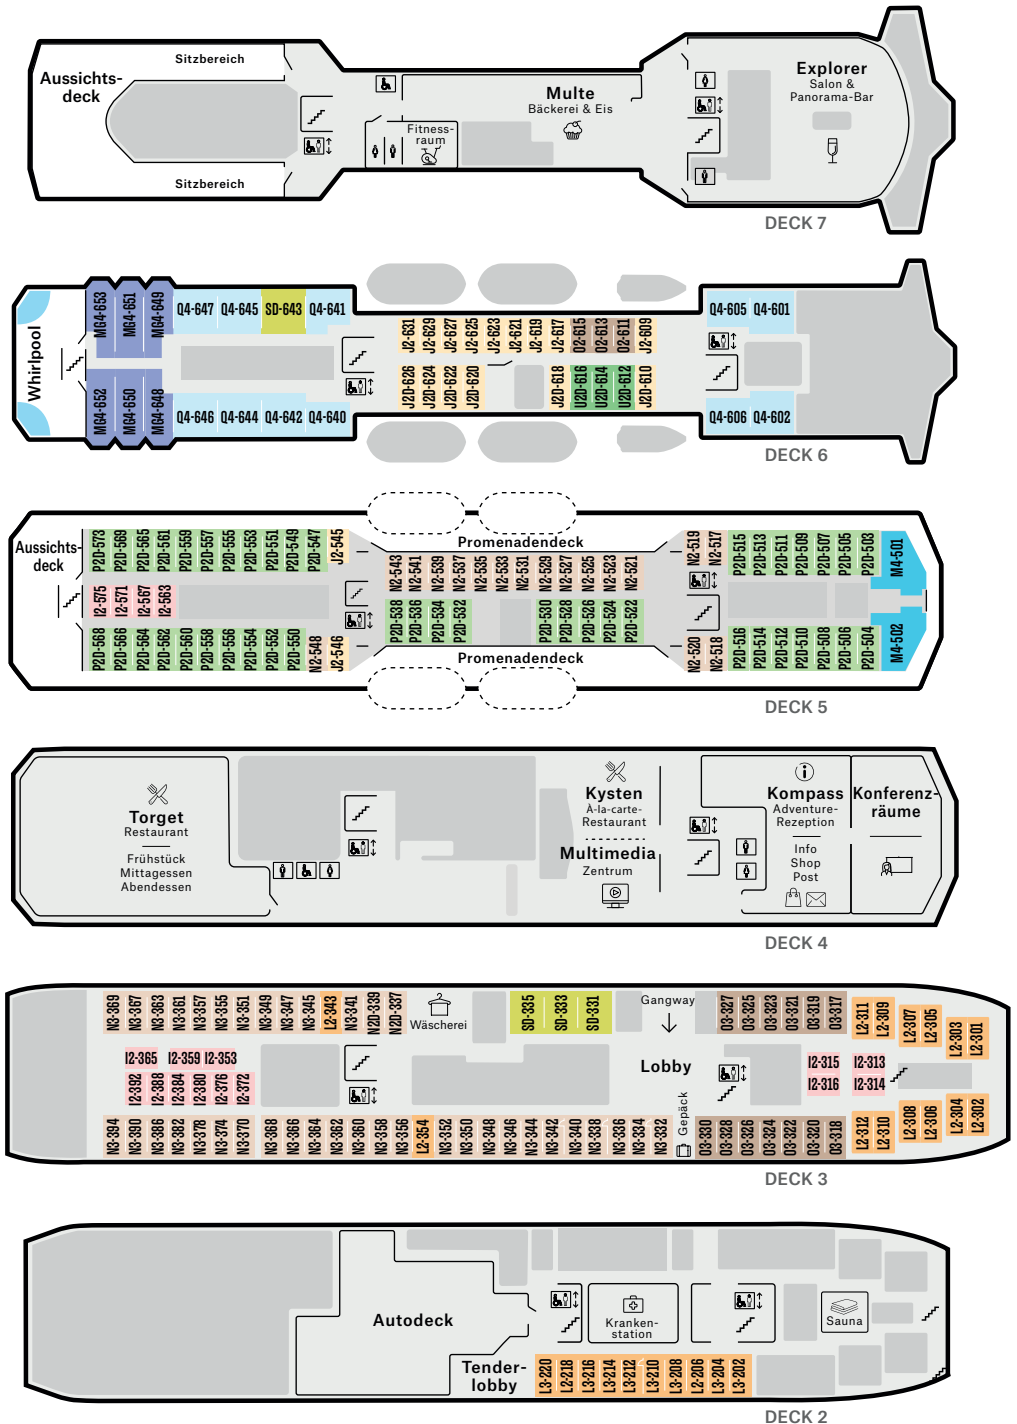 Sitzbereich
Aussichts-
deck
Sitzbereich
Multe
Bäckerei & Eis
Fitness-
raum
Explorer
Salon &
Panorama-Bar
DECK 7
Whirlpool
M64-653
M64-651
M64-649
Q4-647
Q4-645
SD-643
Q4-641
J2-631
J2-629
J2-627
J2-625
J2-623
J2-621
J2-619
J2-617
O2-615
O2-613
O2-611
J2-609
Q4-605
Q4-601
M64-652
M64-650
M64-648
Q4-646
Q4-644
Q4-642
Q4-640
J2D-626
J2D-624
J2D-622
J2D-620
J2D-618
U2D-616
U2D-614
U2D-612
J2D-610
Q4-606
Q4-602
DECK 6
Aussichts-
deck
P2D-573
P2D-569
P2D-565
P2D-561
P2D-559
P2D-557
P2D-555
P2D-553
P2D-551
P2D-549
P2D-547
J2-545
I2-575
I2-571
I2-567
I2-563
P2D-568
P2D-566
P2D-564
P2D-562
P2D-560
P2D-558
P2D-556
P2D-554
P2D-552
P2D-550
N2-548
J2-546
Promenadendeck
N2-543
N2-541
N2-539
N2-537
N2-535
N2-533
N2-531
N2-529
N2-527
N2-525
N2-523
N2-521
P2D-538
P2D-536
P2D-534
P2D-532
P2D-530
P2D-528
P2D-526
P2D-524
P2D-522
Promenadendeck
N2-519
N2-517
P2D-515
P2D-513
P2D-511
P2D-509
P2D-507
P2D-505
P2D-503
M4-501
N2-520
N2-518
P2D-516
P2D-514
P2D-512
P2D-510
P2D-508
P2D-506
P2D-504
M4-502
DECK 5
Torget
Restaurant
Frühstück
Mittagessen
Abendessen
Kysten
À-la-carte-
Restaurant
Multimedia
Zentrum
Kompass
Adventure-
Rezeption
Info
Shop
Post
Konferenz-
räume
DECK 4
N3-369
N3-367
N3-363
N3-361
N3-357
N3-355
N3-351
N3-349
N3-347
N3-345
L2-343
N3-341
N2D-339
N2D-337
Wäscherei
SD-335
SD-333
SD-331
Gangway
O3-327
O3-325
O3-323
O3-321
O3-319
O3-317
L2-311
L2-309
L2-307
L2-305
L2-303
L2-301
I2-365
I2-359
I2-353
I2-392
I2-388
I2-384
I2-380
I2-376
I2-372
Lobby
I2-315
I2-313
I2-316
I2-314
N3-394
N3-390
N3-386
N3-382
N3-378
N3-374
N3-370
N3-368
N3-366
N3-364
N3-362
N3-360
N3-358
N3-356
L2-354
N3-352
N3-350
N3-348
N3-346
N3-344
N3-342
N3-340
N3-338
N3-336
N3-334
N3-332
Gepäck
O3-330
O3-328
O3-326
O3-324
O3-322
O3-320
O3-318
L2-312
L2-310
L2-308
L2-306
L2-304
L2-302
DECK 3
Autodeck
Kranken-
station
Sauna
Tender-
lobby
L3-220
L2-218
L3-216
L3-214
L3-212
L3-210
L3-208
L2-206
L3-204
L3-202
DECK 2